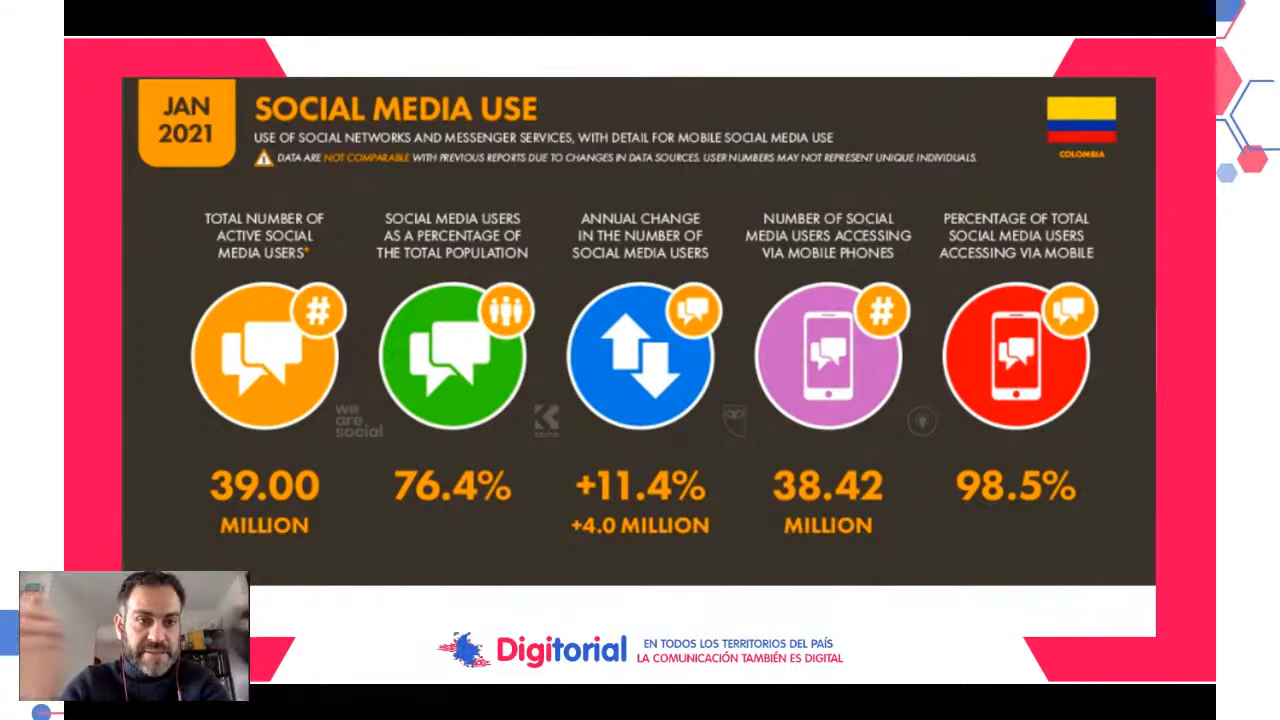 JAN
2021
SOCIAL MEDIA USE
USE OF SOCIAL NETWORKS AND MESSENGER SERVICES, WITH DETAIL FOR MOBILE SOCIAL MEDIA USE
DATA ARE NOT COMPARABLE WITH PREVIOUS REPORTS DUE TO CHANGES IN DATA SOURCES. USER NUMBERS MAY NOT REPRESENT UNIQUE INDIVIDUALS.
COLOMBIA
TOTAL NUMBER OF
ACTIVE SOCIAL
MEDIA USERS*
SOCIAL MEDIA USERS
AS A PERCENTAGE OF
THE TOTAL POPULATION
ANNUAL CHANGE
IN THE NUMBER OF
SOCIAL MEDIA USERS
NUMBER OF SOCIAL
MEDIA USERS ACCESSING
VIA MOBILE PHONES
PERCENTAGE OF TOTAL
SOCIAL MEDIA USERS
ACCESSING VIA MOBILE
#
#
we
are
social
39.00
MILLION
76.4%
+11.4%
+4.0 MILLION
38.42
MILLION
98.5%
Digitorial
EN TODOS LOS TERRITORIOS DEL PAÍS
LA COMUNICACIÓN TAMBIÉN ES DIGITAL